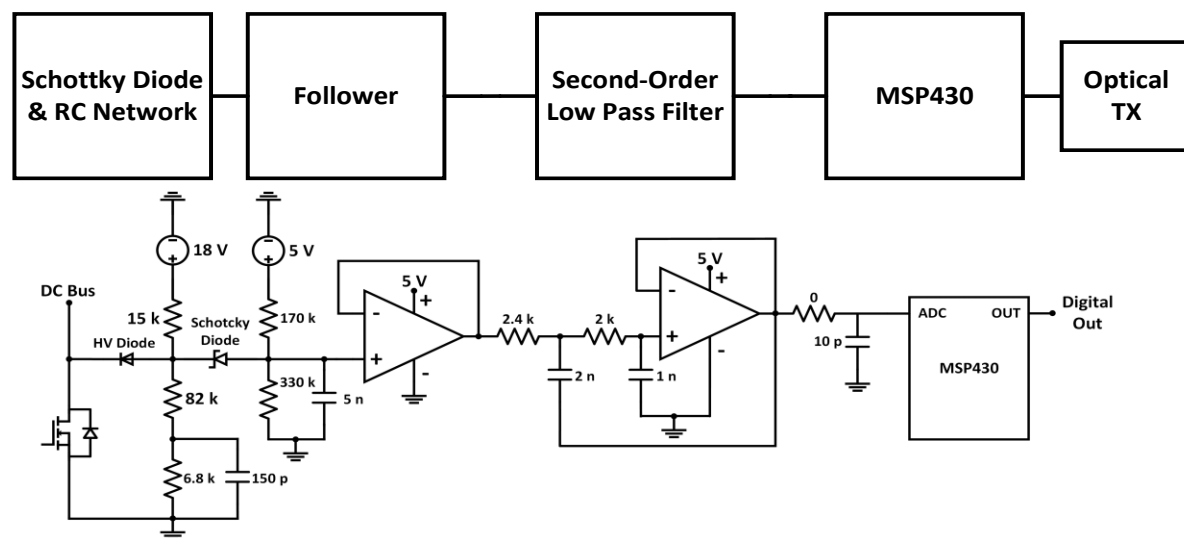 Schottky Diode
& RC Network
Follower
Second-Order
Low Pass Filter
MSP430
Optical
TX
18 V
5 V
DC Bus
15 k
Schotcky
Diode
170 k
HV Diode
82 k
330 k
5 n
6.8 k
150 p
5 V
+
-
+
-
2.4 k
2 k
2 n
1 n
5 V
+
-
+
-
0
10 p
ADC
OUT
MSP430
Digital
Out
-
+
-
+